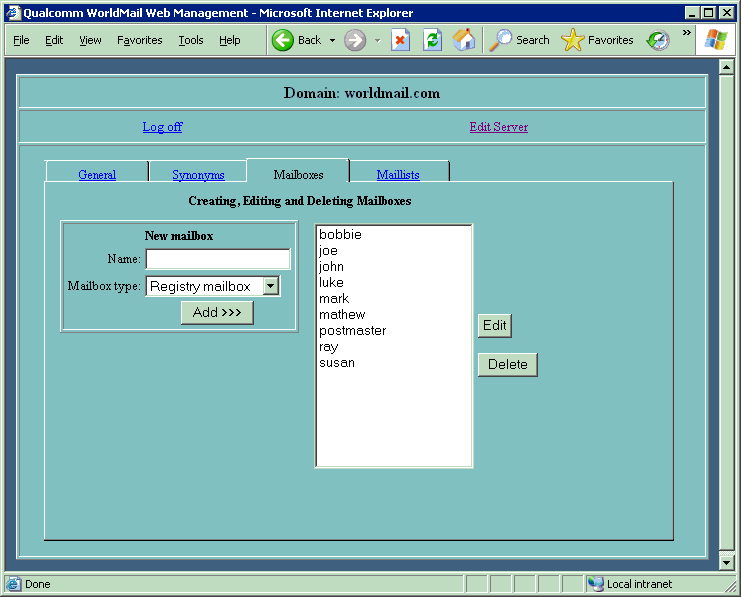 Qualcomm WorldMail Web Management - Microsoft Internet Explorer
File Edit View Favorites Tools Help Back Search Favorites »
Domain: worldmail.com
Log off Edit Server
General Synonyms Mailboxes Maillists
Creating, Editing and Deleting Mailboxes
New mailbox
Name:
Mailbox type: Registry mailbox
Add >>>
bobbie
joe
john
luke
mark
mathew
postmaster
ray
susan
Edit
Delete
Done Local intranet